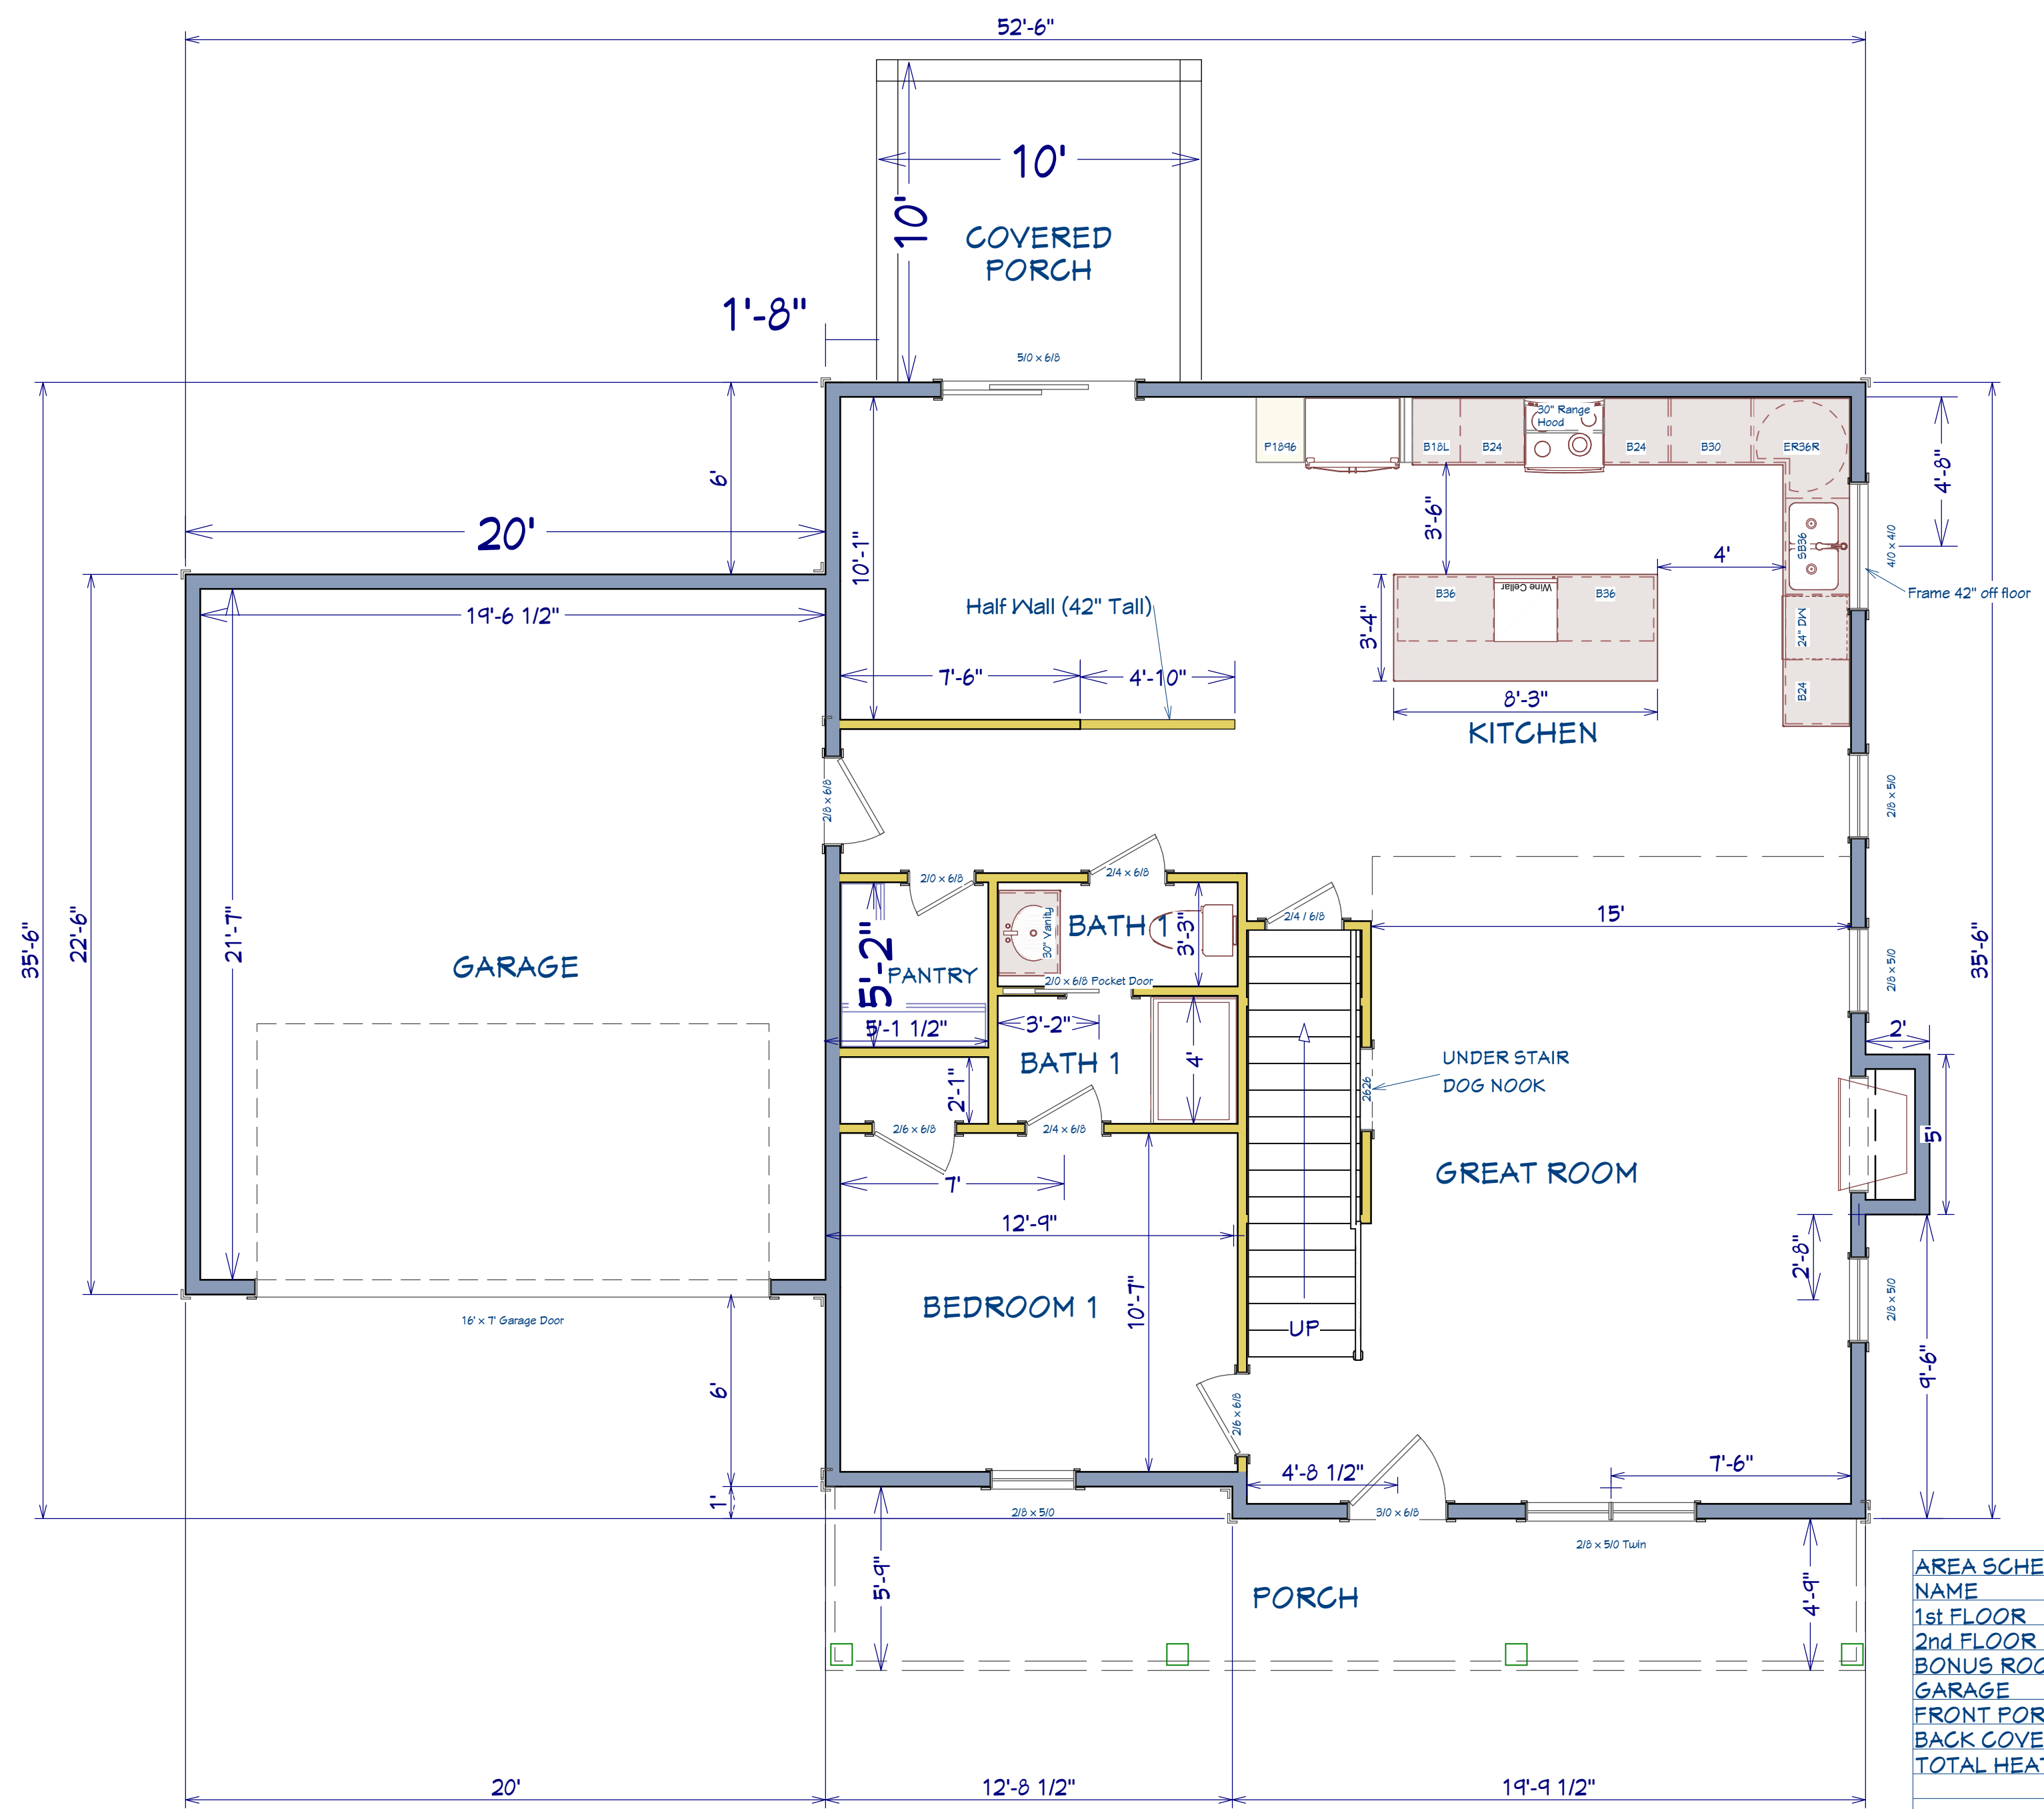 52'-6"
10'
10'
COVERED
PORCH
1'-8"
5/0 x 6/8
30" Range
Hood
P1896
B18L
B24
B24
B30
ER36R
6'
4'-8"
20'
3'-6"
4'
SB36
4/0 x 4/0
10'-1"
Frame 42" off floor
19'-6 1/2"
Half Wall (42" Tall)
B36
Wine Cellar
B36
3'-4"
24" DW
7'-6"
4'-10"
8'-3"
B24
KITCHEN
2/8 x 6/8
2/8 x 5/0
2/0 x 6/8
2/4 x 6/8
15'
2/4 / 6/8
35'-6"
22'-6"
21'-7"
GARAGE
5'-2"
PANTRY
30" Vanity
BATH 1
3'-3"
2/0 x 6/8 Pocket Door
2/8 x 5/0
35'-6"
5'-1 1/2"
3'-2"
2'
BATH 1
4'
2'-1"
2626
UNDER STAIR
DOG NOOK
2/6 x 6/8
2/4 x 6/8
5'
7'
GREAT ROOM
12'-9"
2'-8"
BEDROOM 1
10'-7"
2/8 x 5/0
16' x 7' Garage Door
UP
6'
2/6 x 6/8
9'-6"
4'-8 1/2"
7'-6"
1'
2/8 x 5/0
3/0 x 6/8
2/8 x 5/0 Twin
5'-9"
PORCH
4'-9"
AREA SCHE
NAME
1st FLOOR
2nd FLOOR
BONUS ROO
GARAGE
FRONT POR
BACK COVE
TOTAL HEAT
20'
12'-8 1/2"
19'-9 1/2"